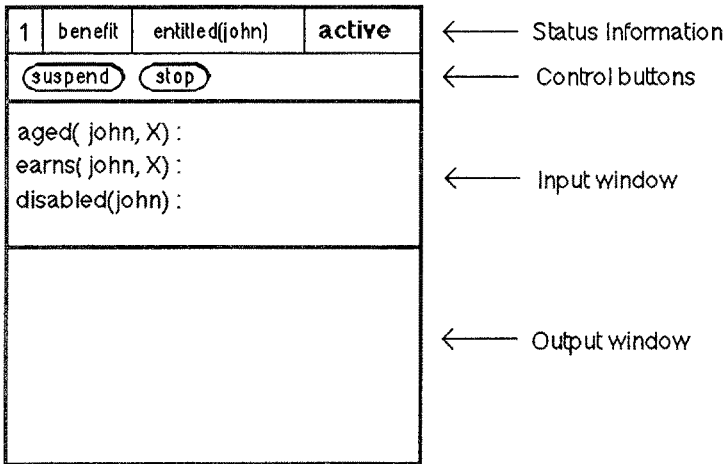 1 benefit entitled(john) active Status Information
suspend stop Control buttons
aged( john, X) :
earns( john, X) :
disabled(john) :
Input window
Output window